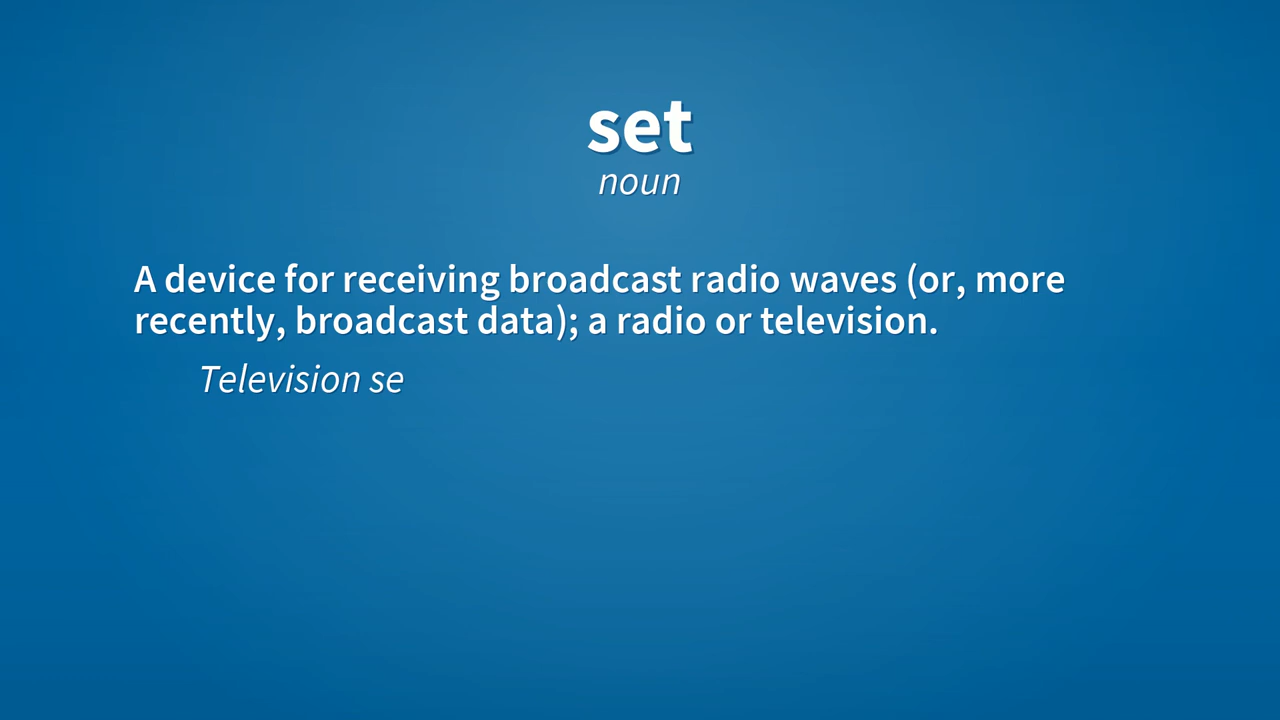 set
noun
A device for receiving broadcast radio waves (or, more
recently, broadcast data); a radio or television.
Television se